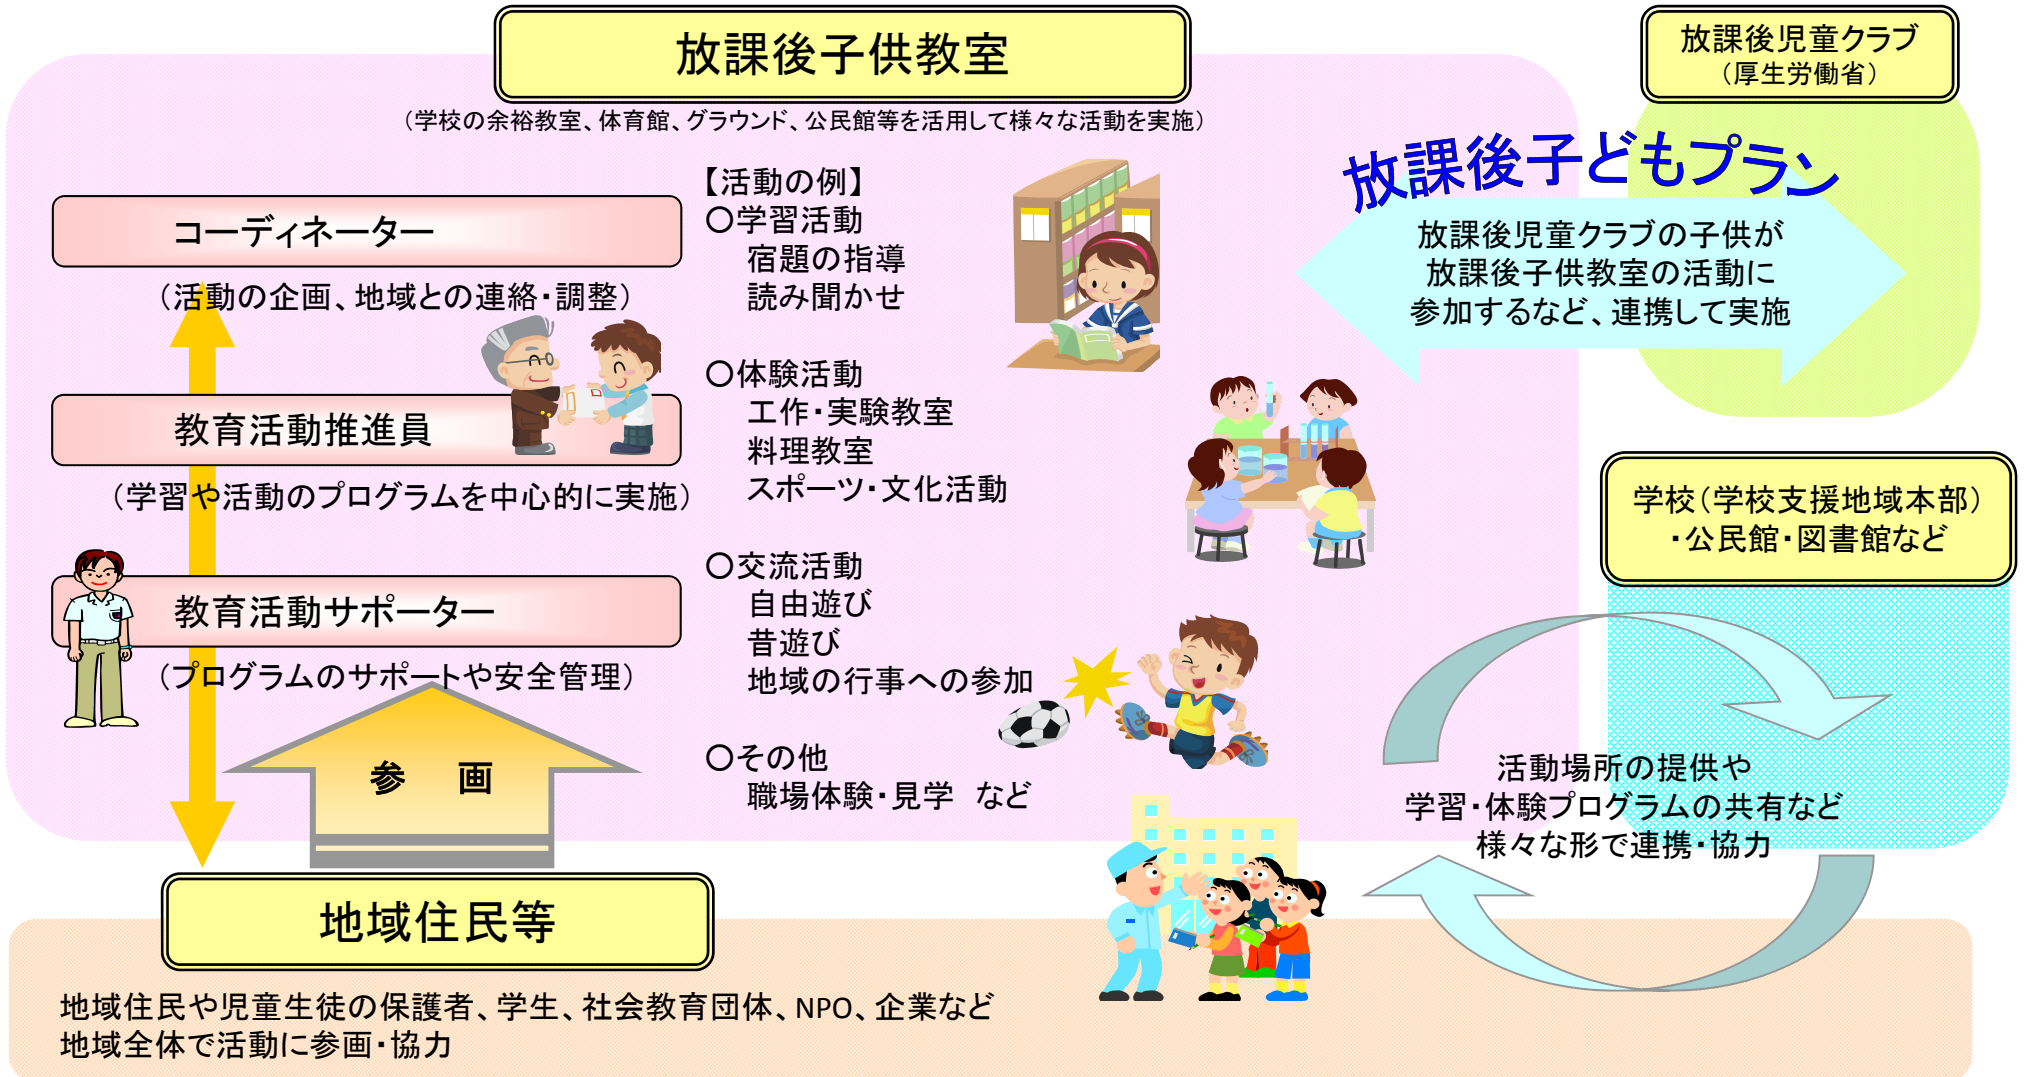 放課後子供教室
（学校の余裕教室、体育館、グラウンド、公民館等を活用して様々な活動を実施）
コーディネーター
（活動の企画、地域との連絡・調整）
教育活動推進員
（学習や活動のプログラムを中心的に実施）
教育活動サポーター
（プログラムのサポートや安全管理）
参　画
【活動の例】
○学習活動
宿題の指導
読み聞かせ
○体験活動
工作・実験教室
料理教室
スポーツ・文化活動
○交流活動
自由遊び
昔遊び
地域の行事への参加
○その他
職場体験・見学　など
放課後児童クラブ
（厚生労働省）
放課後子どもプラン
放課後児童クラブの子供が
放課後子供教室の活動に
参加するなど、連携して実施
学校（学校支援地域本部）
・公民館・図書館など
活動場所の提供や
学習・体験プログラムの共有など
様々な形で連携・協力
地域住民等
地域住民や児童生徒の保護者、学生、社会教育団体、NPO、企業など
地域全体で活動に参画・協力